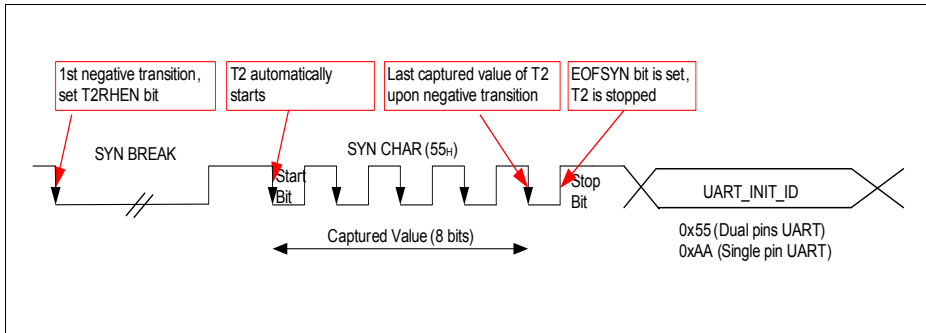 1st negative transition,
set T2RHEN bit
T2 automatically
starts
Last captured value of T2
upon negative transition
EOFSYN bit is set,
T2 is stopped
SYN BREAK
SYN CHAR (55H)
Start
Bit
Stop
Bit
UART_INIT_ID
Captured Value (8 bits)
0x55 (Dual pins UART)
0xAA (Single pin UART)